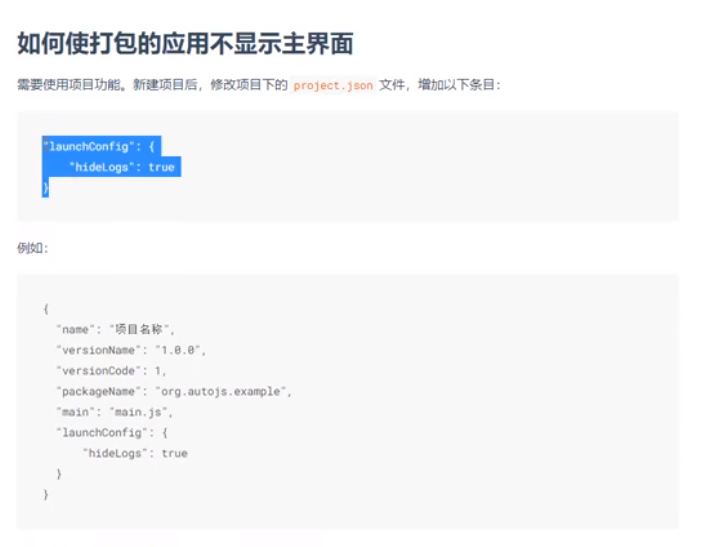 如何使打包的应用不显示主界面
需要使用项目功能。新建项目后，修改项目下的 project.json 文件，增加以下条目：
"launchConfig": {
    "hideLogs": true
}
例如：
{
  "name": "项目名称",
  "versionName": "1.0.0",
  "versionCode": 1,
  "packageName": "org.autojs.example",
  "main": "main.js",
  "launchConfig": {
      "hideLogs": true
  }
}